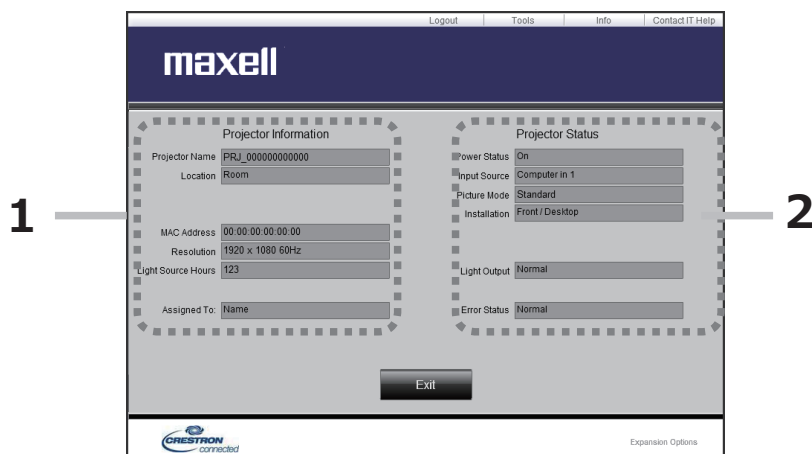 Logout Tools Info Contact IT Help
maxell
Projector Information
Projector Name PRJ_000000000000
Location Room
MAC Address 00:00:00:00:00:00
Resolution 1920 x 1080 60Hz
Light Source Hours 123
Assigned To: Name
Projector Status
Power Status On
Input Source Computer in 1
Picture Mode Standard
Installation Front / Desktop
Light Output Normal
Error Status Normal
1
2
Exit
CRESTRON
connected
Expansion Options